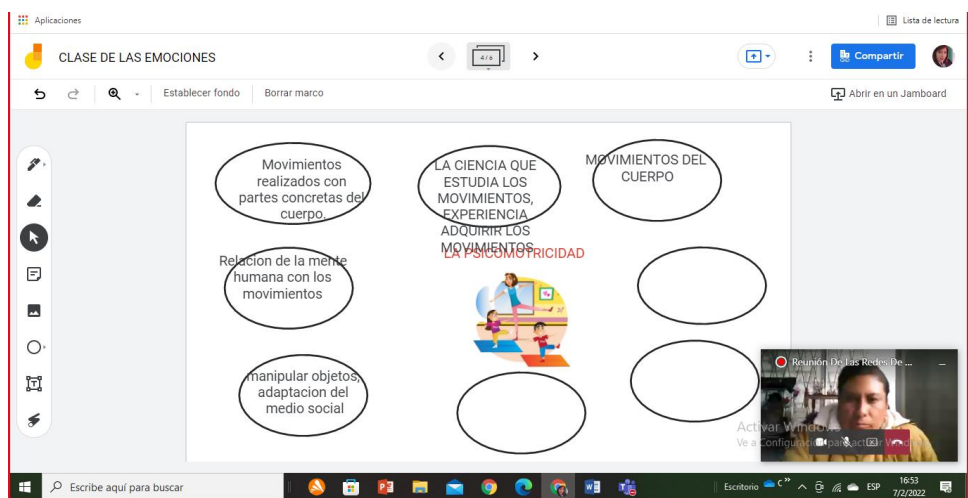 Aplicaciones
Lista de lectura
CLASE DE LAS EMOCIONES
4 / 6
Compartir
Establecer fondo
Borrar marco
Abrir en un Jamboard
Movimientos
realizados con
partes concretas del
cuerpo.
LA CIENCIA QUE
ESTUDIA LOS
MOVIMIENTOS,
EXPERIENCIA
ADQUIRIR LOS
MOVIMIENTOS
MOVIMIENTOS DEL
CUERPO
LA PSICOMOTRICIDAD
Relacion de la mente
humana con los
movimientos
manipular objetos,
adaptacion del
medio social
Reunión De Las Redes De ...
Activar Windows
Ve a Configuración para activar Windows
Escribe aquí para buscar
Escritorio
C
ESP
16:53
7/2/2022